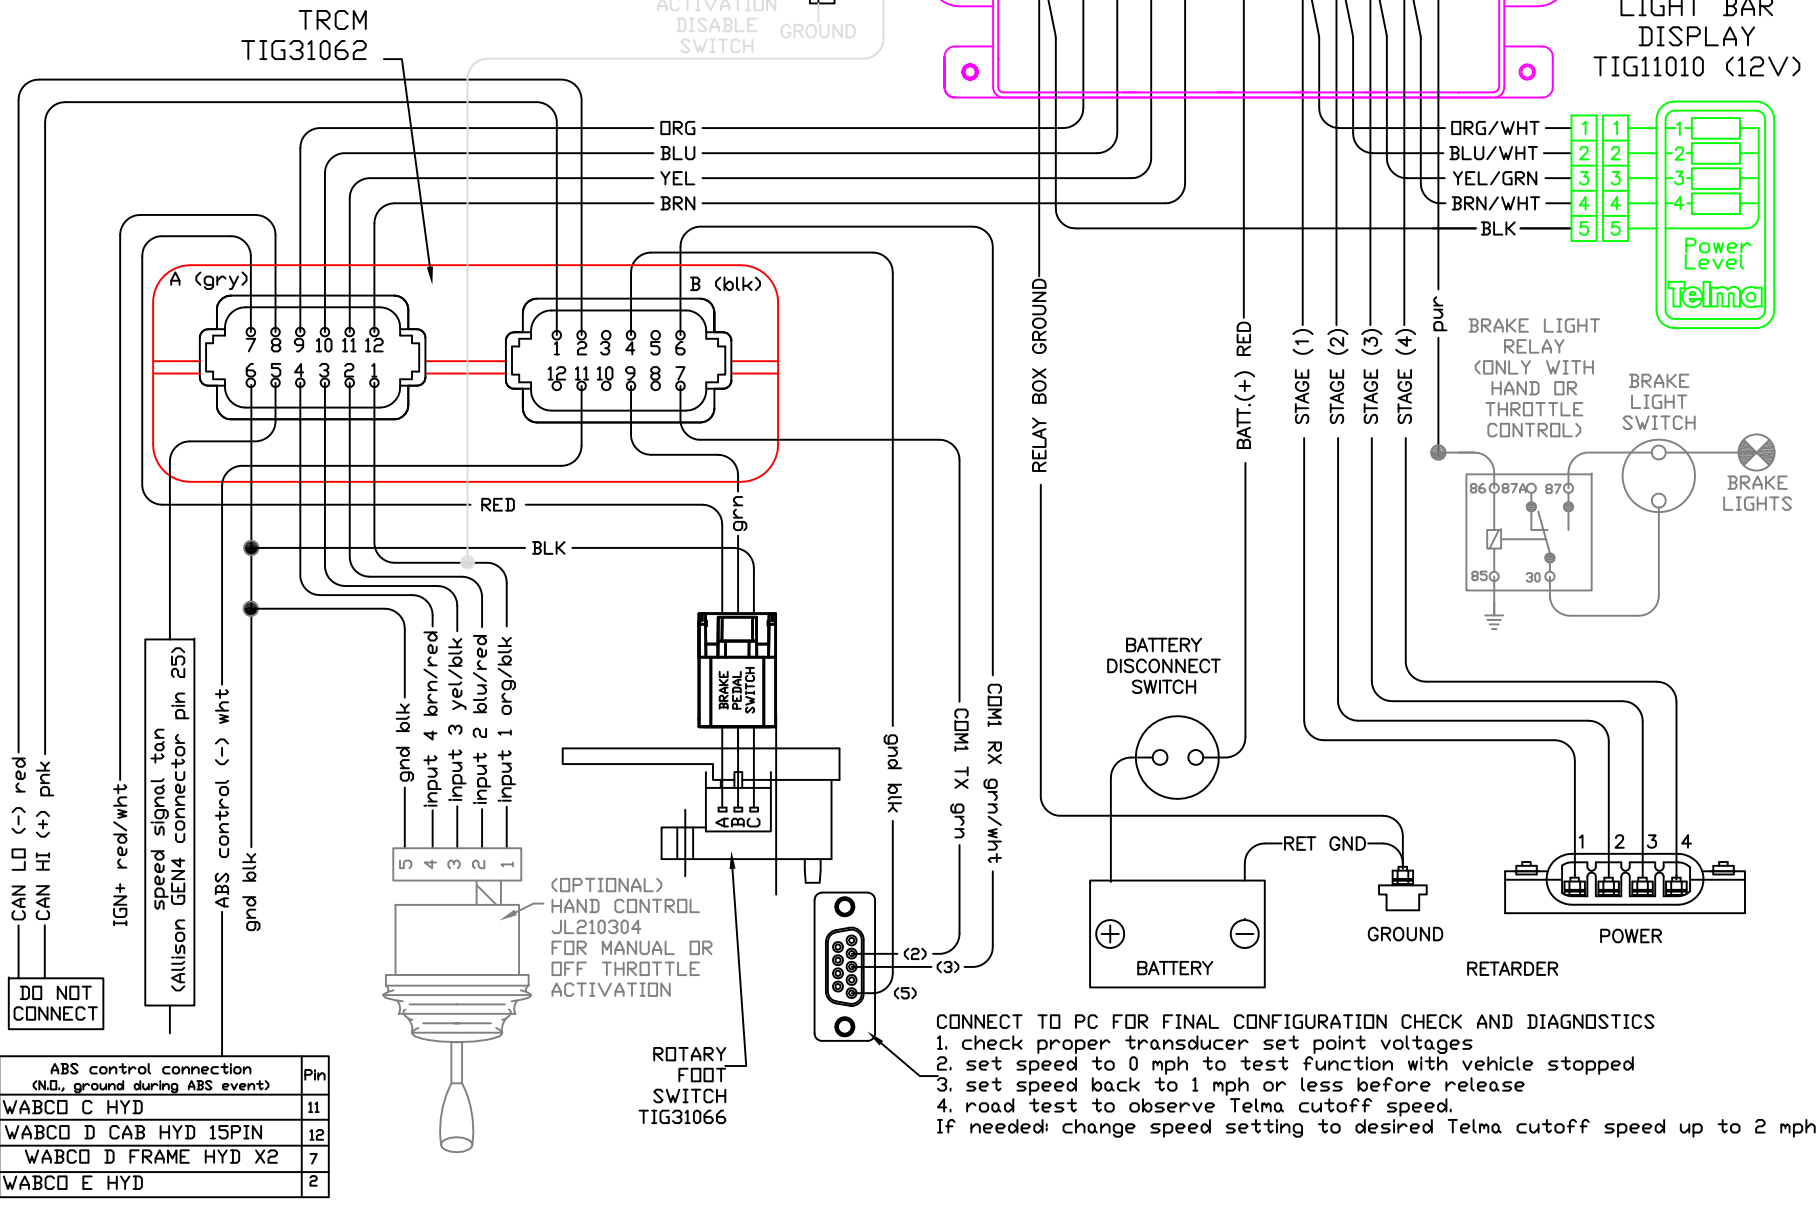 TRCM
TIG31062
ACTIVATION
DISABLE
SWITCH
GROUND
LIGHT BAR
DISPLAY
TIG11010 (12V)
ORG
BLU
YEL
BRN
ORG/WHT
BLU/WHT
YEL/GRN
BRN/WHT
BLK
1 1
2 2
3 3
4 4
5 5
1
2
3
4
Power
Level
Telma
A (gry)
B (blk)
7 8 9 10 11 12
6 5 4 3 2 1
1 2 3 4 5 6
12 11 10 9 8 7
RELAY BOX GROUND
BATT.(+) RED
STAGE (1)
STAGE (2)
STAGE (3)
STAGE (4)
pur
BRAKE LIGHT
RELAY
(ONLY WITH
HAND OR
THROTTLE
CONTROL)
BRAKE
LIGHT
SWITCH
BRAKE
LIGHTS
86 87A 87
85 30
RED
BLK
grn
CAN LO (-) red
CAN HI (+) pnk
IGN+ red/wht
speed signal tan
(Allison GEN4 connector pin 25)
ABS control (-) wht
gnd blk
gnd blk
input 4 brn/red
input 3 yel/blk
input 2 blu/red
input 1 org/blk
5 4 3 2 1
BRAKE
PEDAL
SWITCH
A
B
C
gnd blk
COM1 TX grn
COM1 RX grn/wht
BATTERY
DISCONNECT
SWITCH
RET GND
BATTERY
GROUND
1 2 3 4
POWER
RETARDER
(OPTIONAL)
HAND CONTROL
JL210304
FOR MANUAL OR
OFF THROTTLE
ACTIVATION
(2)
(3)
(5)
DO NOT
CONNECT
ROTARY
FOOT
SWITCH
TIG31066
CONNECT TO PC FOR FINAL CONFIGURATION CHECK AND DIAGNOSTICS
1. check proper transducer set point voltages
2. set speed to 0 mph to test function with vehicle stopped
3. set speed back to 1 mph or less before release
4. road test to observe Telma cutoff speed.
If needed: change speed setting to desired Telma cutoff speed up to 2 mph
ABS control connection Pin
(N.O., ground during ABS event)
WABCO C HYD 11
WABCO D CAB HYD 15PIN 12
WABCO D FRAME HYD X2 7
WABCO E HYD 2